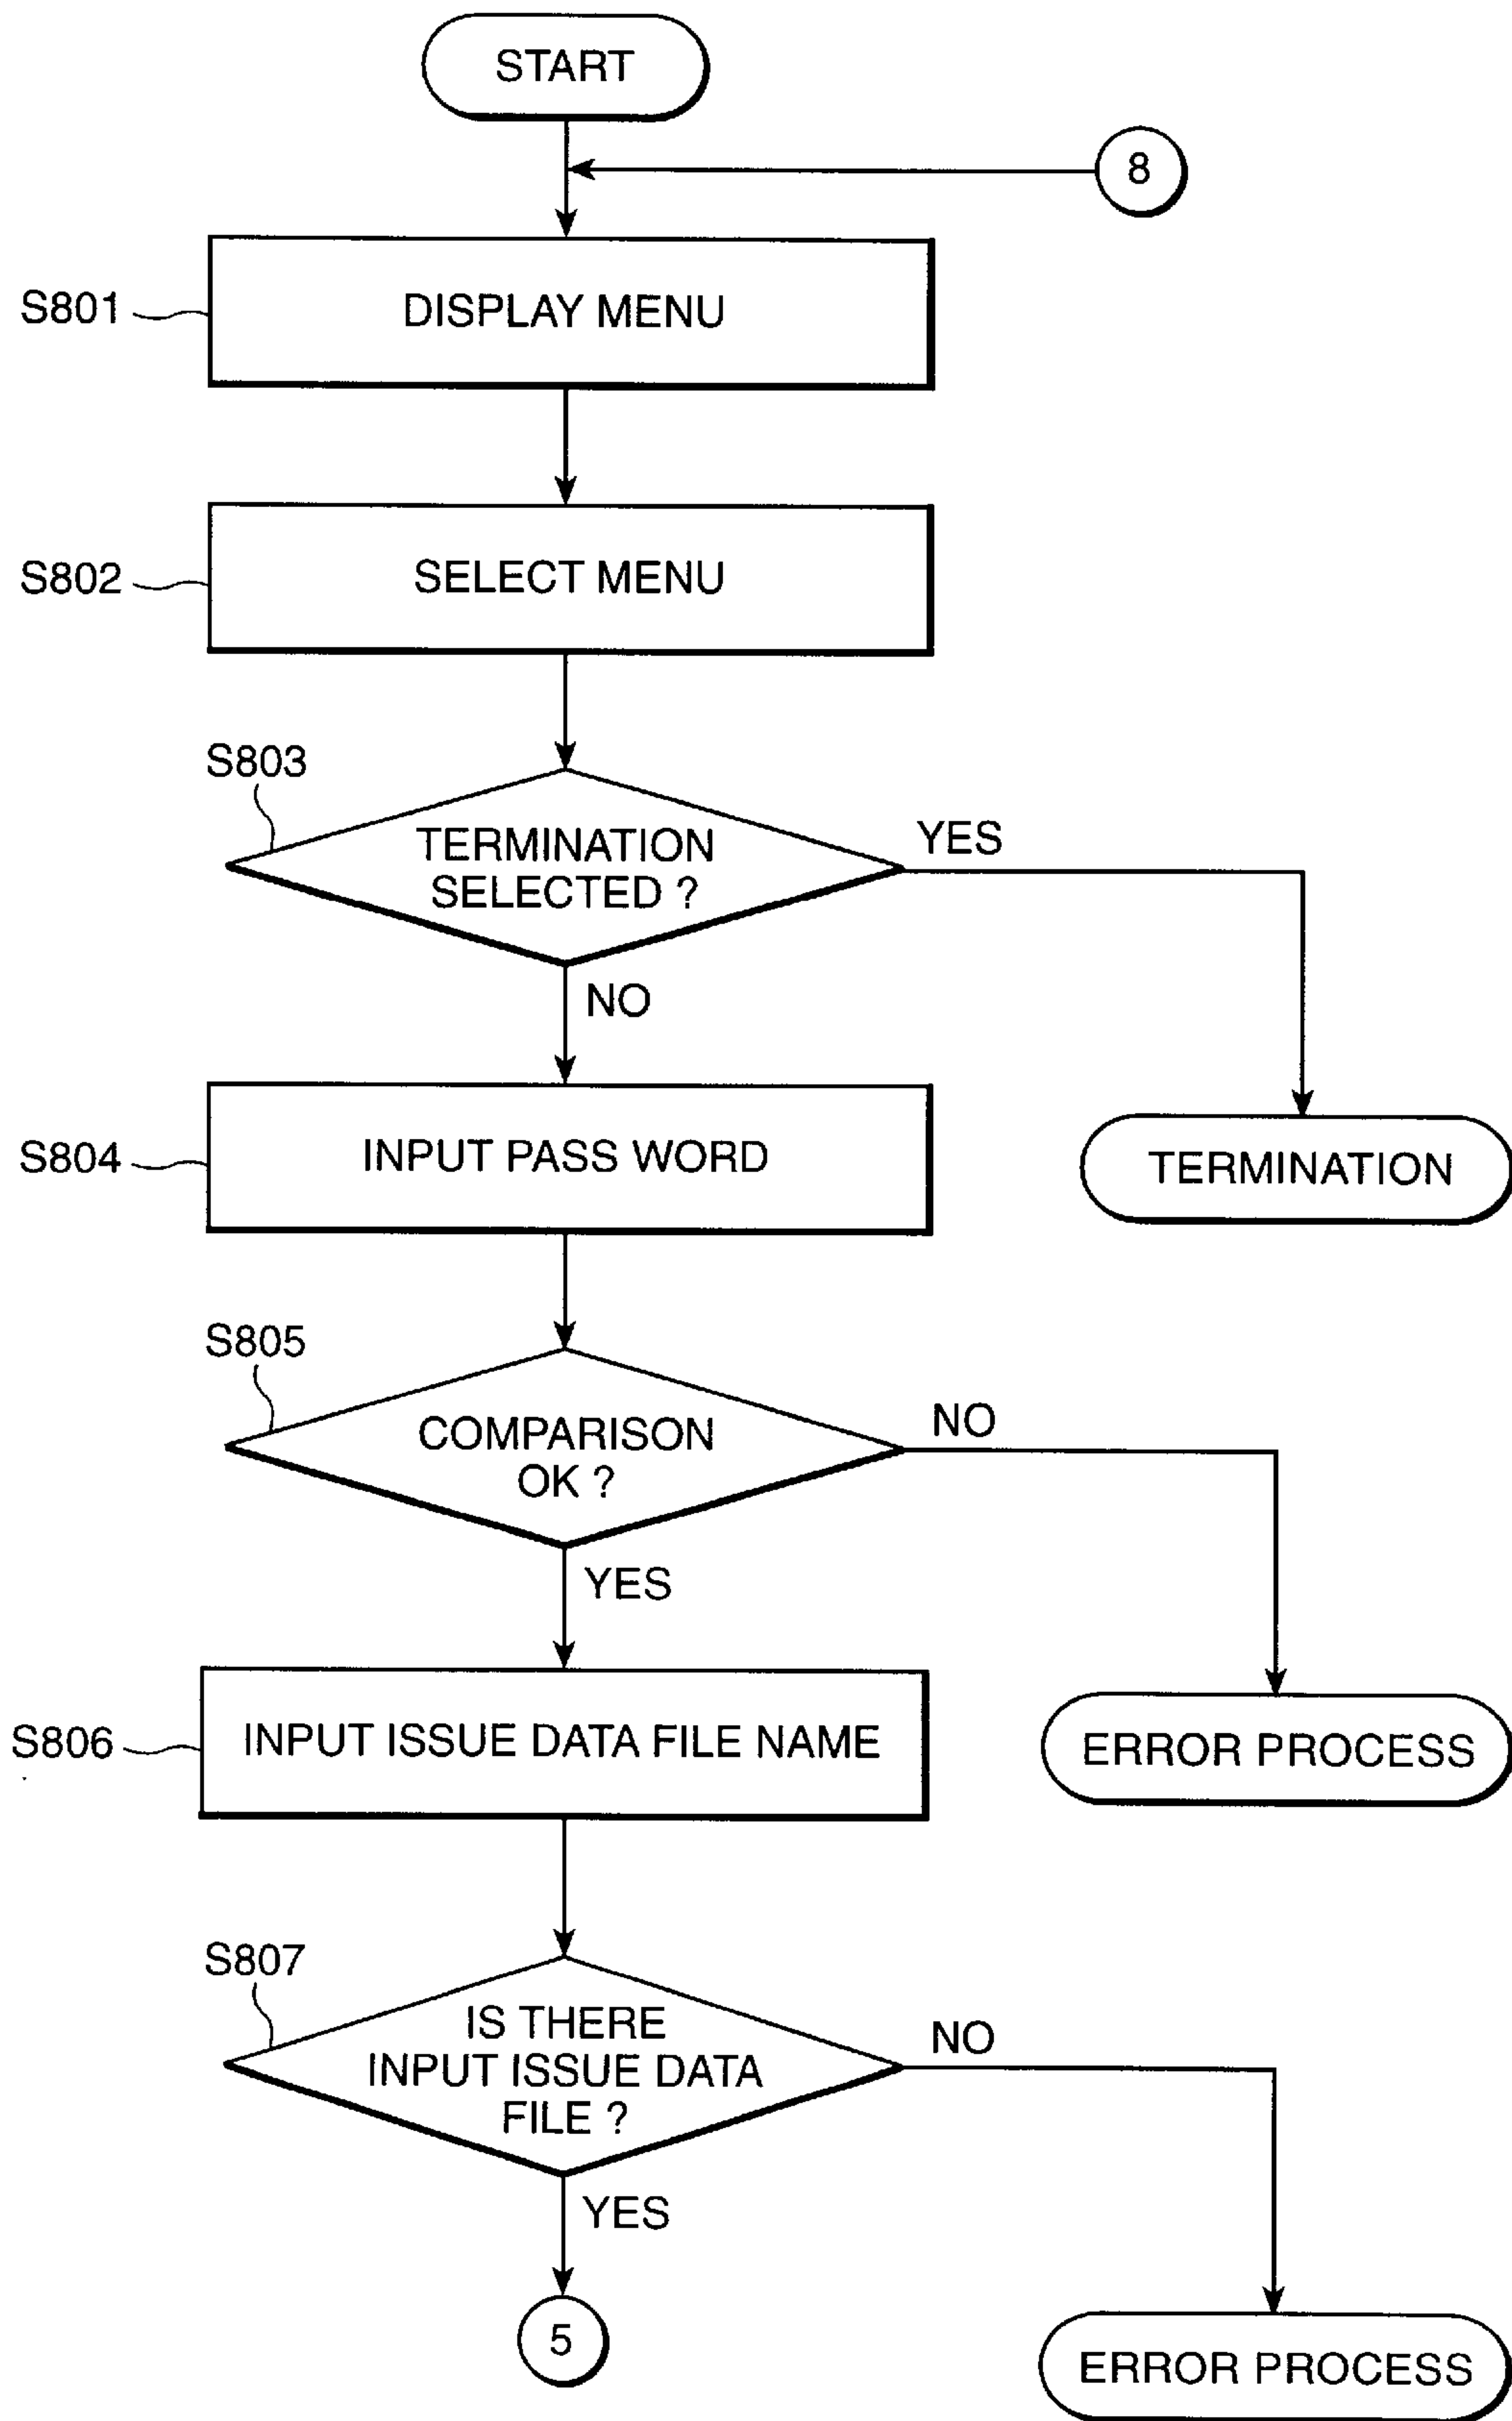 START
8
S801
DISPLAY MENU
S802
SELECT MENU
S803
TERMINATION
SELECTED ?
YES
NO
S804
INPUT PASS WORD
TERMINATION
S805
COMPARISON
OK ?
NO
YES
S806
INPUT ISSUE DATA FILE NAME
ERROR PROCESS
S807
IS THERE
INPUT ISSUE DATA
FILE ?
NO
YES
5
ERROR PROCESS